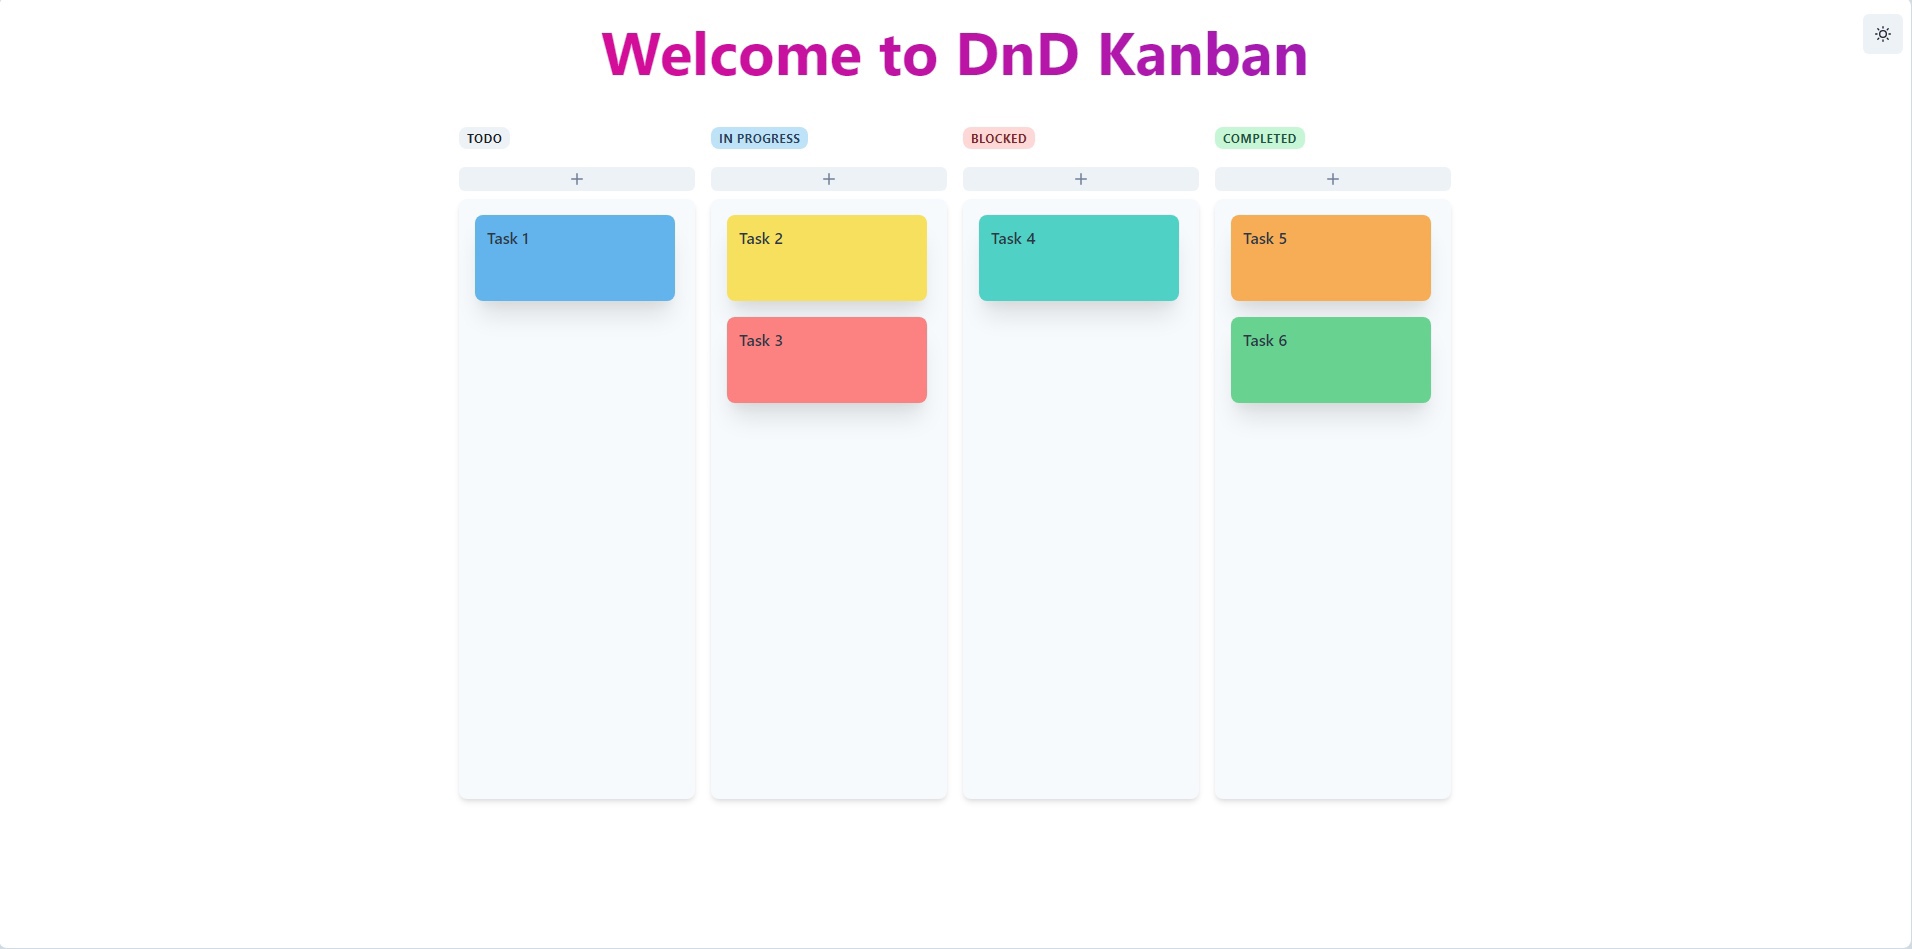 Welcome to DnD Kanban
TODO
IN PROGRESS
BLOCKED
COMPLETED
+
+
+
+
Task 1
Task 2
Task 4
Task 5
Task 3
Task 6